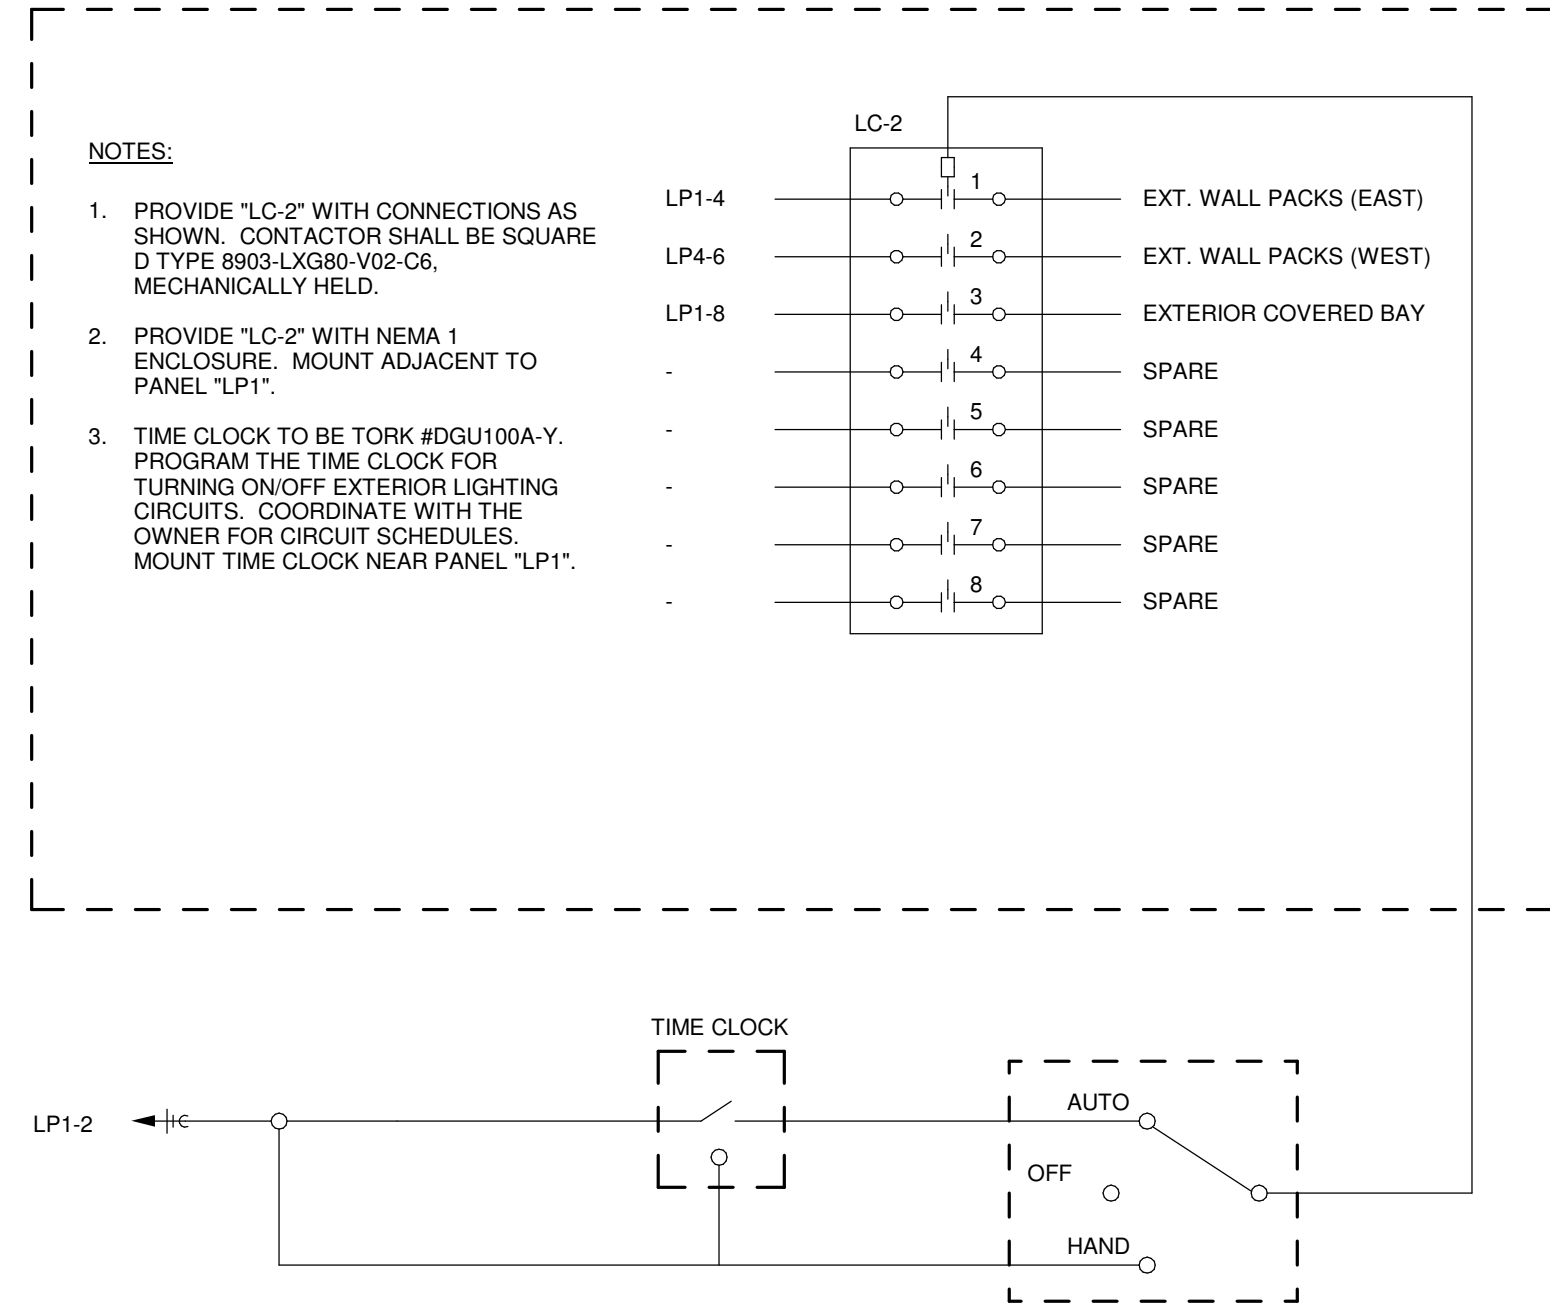 NOTES:
1. PROVIDE "LC-2" WITH CONNECTIONS AS
SHOWN. CONTACTOR SHALL BE SQUARE
D TYPE 8903-LXG80-V02-C6,
MECHANICALLY HELD.
2. PROVIDE "LC-2" WITH NEMA 1
ENCLOSURE. MOUNT ADJACENT TO
PANEL "LP1".
3. TIME CLOCK TO BE TORK #DGU100A-Y.
PROGRAM THE TIME CLOCK FOR
TURNING ON/OFF EXTERIOR LIGHTING
CIRCUITS. COORDINATE WITH THE
OWNER FOR CIRCUIT SCHEDULES.
MOUNT TIME CLOCK NEAR PANEL "LP1".
LC-2
LP1-4 1 EXT. WALL PACKS (EAST)
LP4-6 2 EXT. WALL PACKS (WEST)
LP1-8 3 EXTERIOR COVERED BAY
- 4 SPARE
- 5 SPARE
- 6 SPARE
- 7 SPARE
- 8 SPARE
TIME CLOCK
LP1-2
AUTO
OFF
HAND